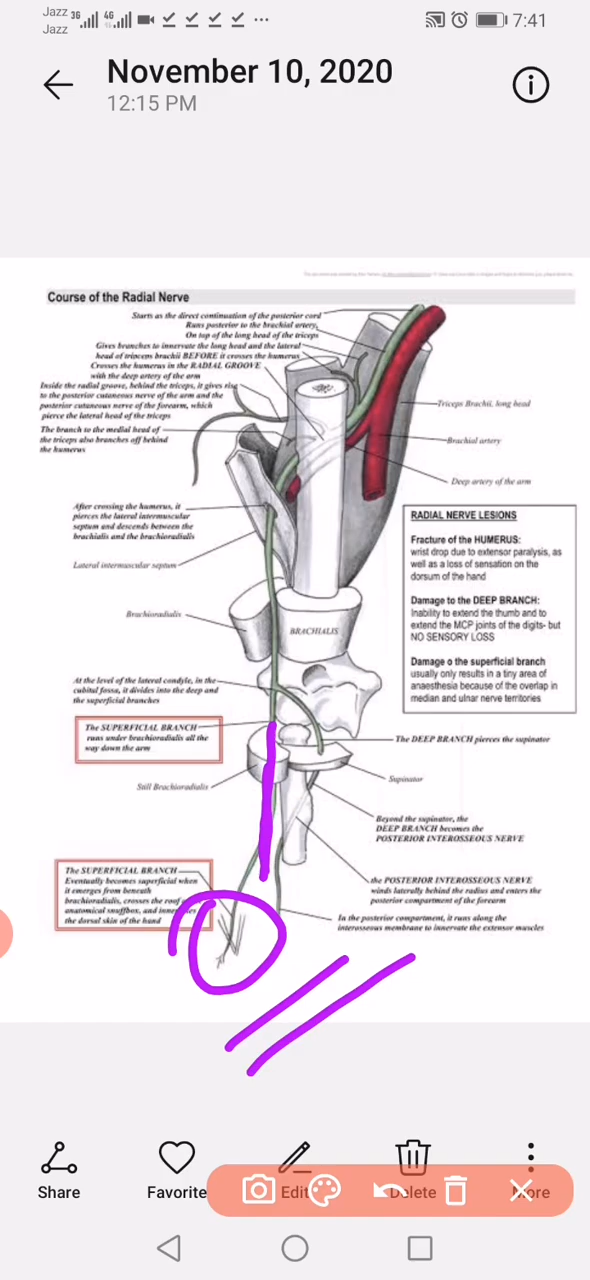 Jazz 3G 4G 7:41
Jazz
November 10, 2020
12:15 PM
Course of the Radial Nerve
Starts as the direct continuation of the posterior cord
Runs posterior to the brachial artery,
On top of the long head of the triceps
Gives branches to innervate the long head and the lateral
head of triceps brachii BEFORE it crosses the humerus
Crosses the humerus in the RADIAL GROOVE
with the deep artery of the arm
Inside the radial groove, behind the triceps, it gives rise
to the posterior cutaneous nerve of the arm and the
posterior cutaneous nerve of the forearm, which
pierce the lateral head of the triceps
The branch to the medial head of
the triceps also branches off behind
the humerus
Triceps Brachii, long head
Brachial artery
Deep artery of the arm
After crossing the humerus, it
pierces the lateral intermuscular
septum and descends between the
brachialis and the brachioradialis
Lateral intermuscular septum
Brachioradialis
BRACHIALIS
RADIAL NERVE LESIONS
Fracture of the HUMERUS:
wrist drop due to extensor paralysis, as
well as a loss of sensation on the
dorsum of the hand
Damage to the DEEP BRANCH:
Inability to extend the thumb and to
extend the MCP joints of the digits- but
NO SENSORY LOSS
Damage o the superficial branch
usually only results in a tiny area of
anaesthesia because of the overlap in
median and ulnar nerve territories
At the level of the lateral condyle, in the
cubital fossa, it divides into the deep and
the superficial branches
The SUPERFICIAL BRANCH
runs under brachioradialis all the
way down the arm
The DEEP BRANCH pierces the supinator
Supinator
Still Brachioradialis
Beyond the supinator, the
DEEP BRANCH becomes the
POSTERIOR INTEROSSEOUS NERVE
The SUPERFICIAL BRANCH
Eventually becomes superficial when
it emerges from beneath
brachioradialis, crosses the roof
anatomical snuffbox, and
the dorsal skin of the hand
the POSTERIOR INTEROSSEOUS NERVE
winds laterally behind the radius and enters the
posterior compartment of the forearm
In the posterior compartment, it runs along the
interosseous membrane to innervate the extensor muscles
Share
Favorite
Edit
Delete
More